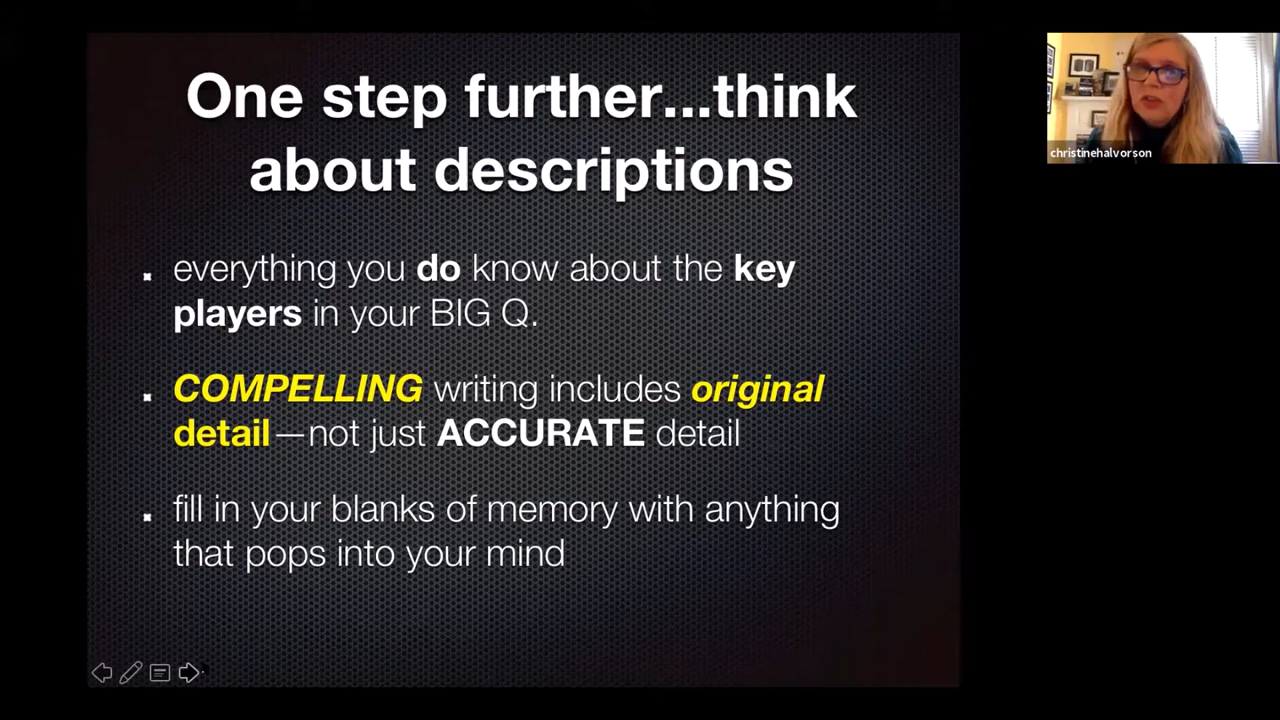 One step further...think
about descriptions
everything you do know about the key
players in your BIG Q.
COMPELLING writing includes original
detail—not just ACCURATE detail
fill in your blanks of memory with anything
that pops into your mind
christinehalvorson